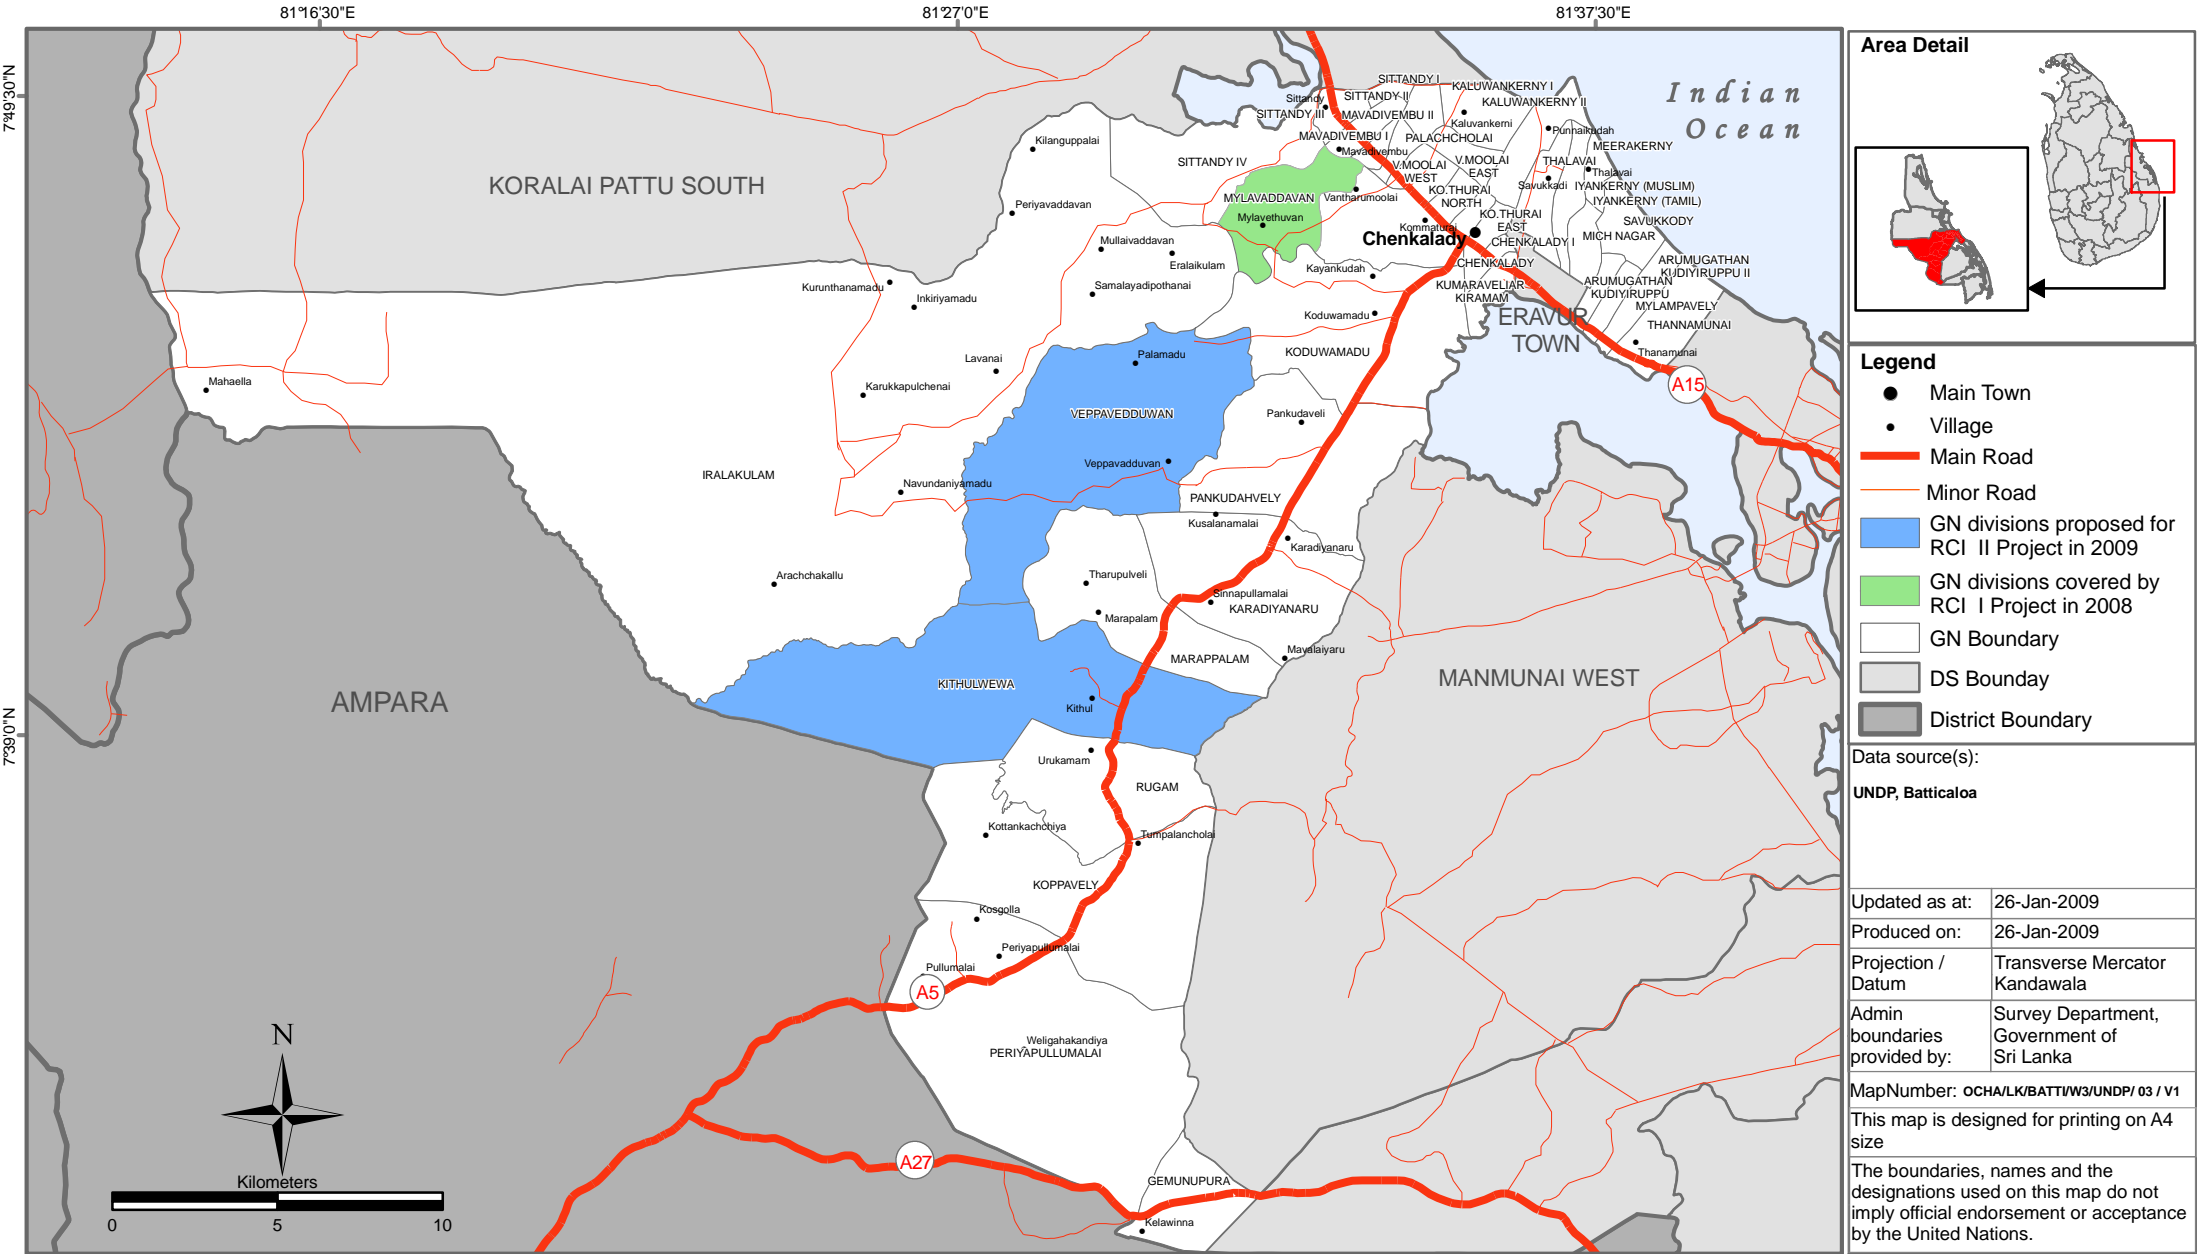 81°16'30"E
81°27'0"E
81°37'30"E
7°49'30"N
7°39'0"N
Indian
Ocean
KORALAI PATTU SOUTH
AMPARA
MANMUNAI WEST
ERAVUR
TOWN
Chenkalady
SITTANDY I
SITTANDY II
SITTANDY III
SITTANDY IV
Sittandy
KALUWANKERNY I
KALUWANKERNY II
Kaluvankerni
MAVADIVEMBU II
MAVADIVEMBU I
Mavadivembu
PALACHCHOLAI
Punnaikudah
MEERAKERNY
V.MOOLAI
WEST
V.MOOLAI
EAST
THALAVAI
Thalavai
Savukkadi
IYANKERNY (MUSLIM)
IYANKERNY (TAMIL)
SAVUKKODY
KO.THURAI
NORTH
KO.THURAI
EAST
Kommaturai
CHENKALADY I
CHENKALADY
MICH NAGAR
ARUMUGATHAN
KUDIYIRUPPU II
ARUMUGATHAN
KUDIYIRUPPU
KUMARAVELIAR
KIRAMAM
MYLAMPAVELY
THANNAMUNAI
Thanamunai
A15
MYLAVADDAVAN
Mylavethuvan
Vantharumoolai
Kilanguppalai
Periyavaddavan
Mullaivaddavan
Eralaikulam
Samalayadipothanai
Kayankudah
Koduwamadu
KODUWAMADU
Kurunthanamadu
Inkiriyamadu
Lavanai
Karukkapulchenai
Mahaella
Palamadu
VEPPAVEDDUWAN
Veppavadduvan
Pankudaveli
IRALAKULAM
Navundaniyamadu
PANKUDAHVELY
Kusalanamalai
Karadiyanaru
Arachchakallu
Tharupulveli
Sinnapullamalai
KARADIYANARU
Marapalam
MARAPPALAM
Mayalaiyaru
KITHULWEWA
Kithul
Urukamam
RUGAM
Kottankachchiya
Tumpalancholai
KOPPAVELY
Kosgolla
Periyapullumalai
Pullumalai
A5
Weligahakandiya
PERIYAPULLUMALAI
A27
GEMUNUPURA
Kelawinna
N
Kilometers
0 5 10
Area Detail
Legend
Main Town
Village
Main Road
Minor Road
GN divisions proposed for
RCI II Project in 2009
GN divisions covered by
RCI I Project in 2008
GN Boundary
DS Bounday
District Boundary
Data source(s):
UNDP, Batticaloa
Updated as at: 26-Jan-2009
Produced on: 26-Jan-2009
Projection / Transverse Mercator
Datum Kandawala
Admin Survey Department,
boundaries Government of
provided by: Sri Lanka
MapNumber: OCHA/LK/BATTI/W3/UNDP/ 03 / V1
This map is designed for printing on A4
size
The boundaries, names and the
designations used on this map do not
imply official endorsement or acceptance
by the United Nations.